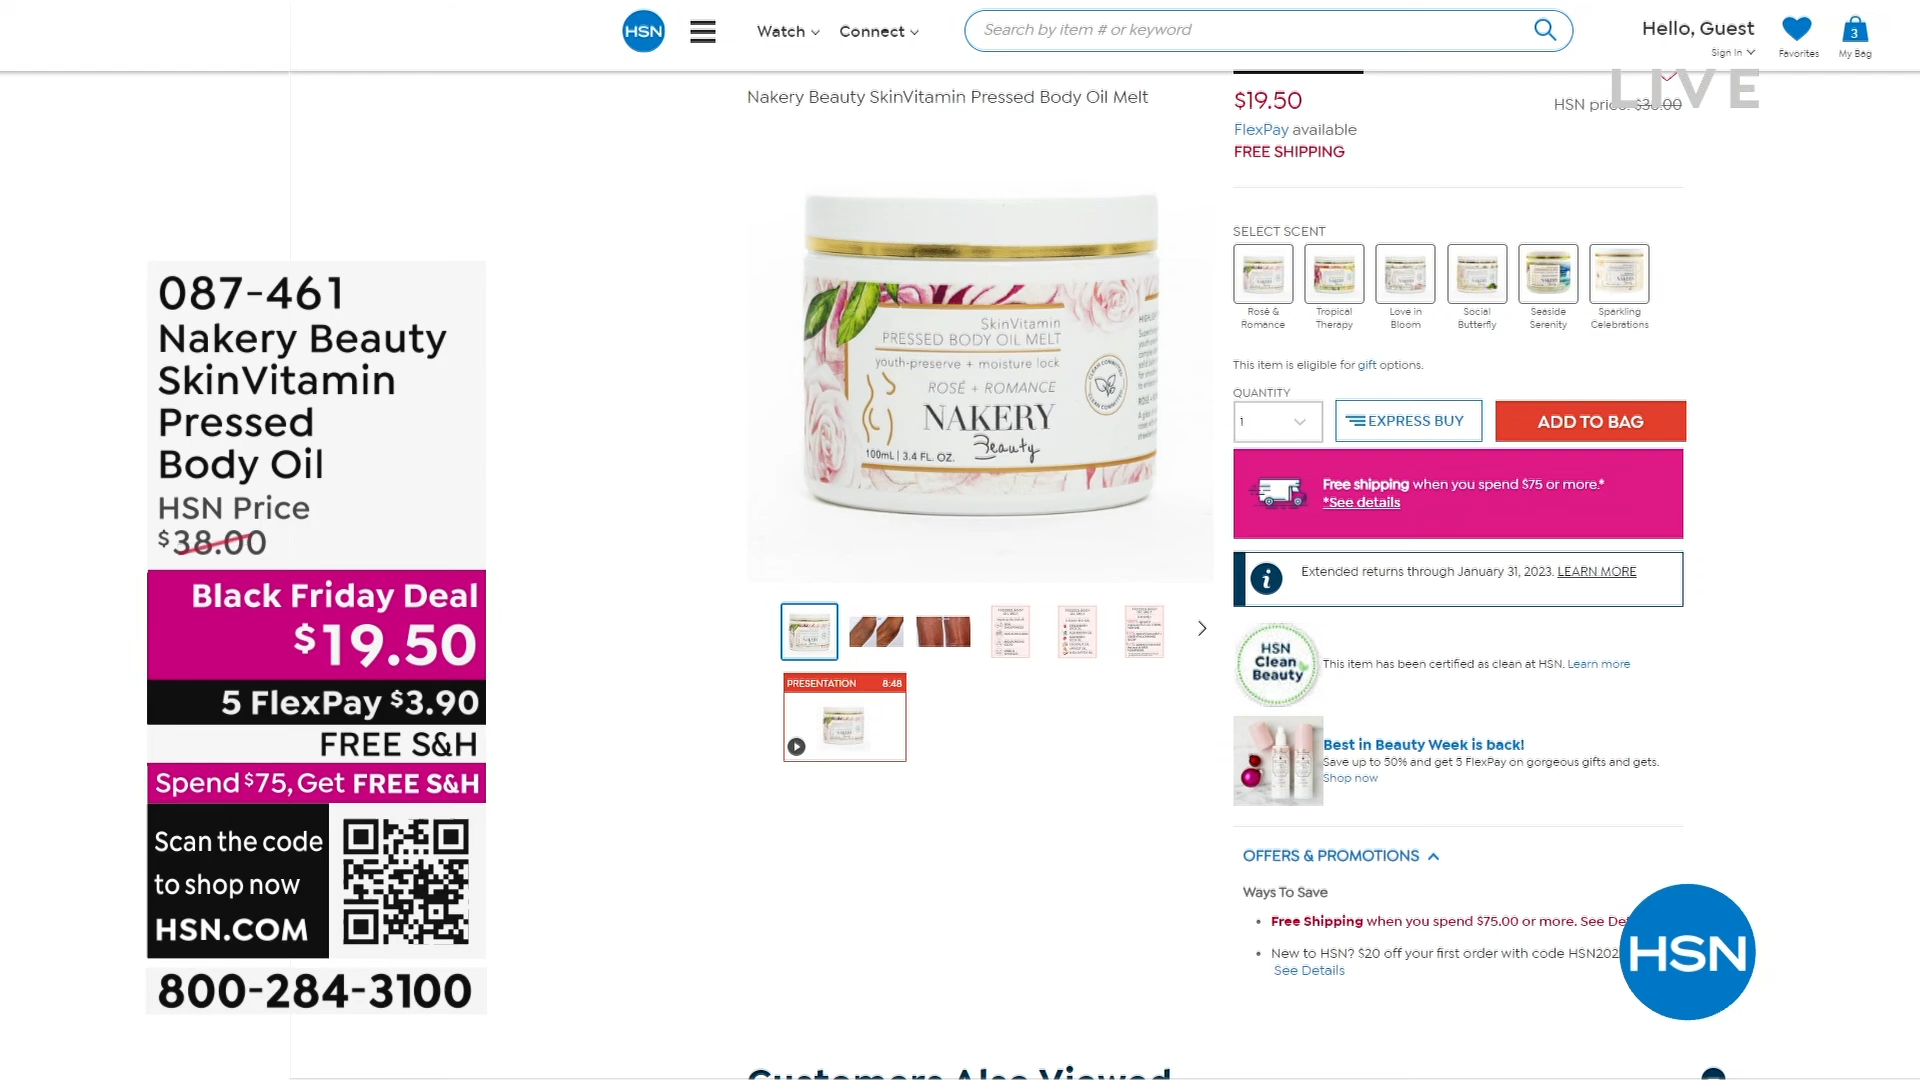 HSN
Watch
Connect
Search by item # or keyword
Hello, Guest
Sign In
Favorites
3
My Bag
LIVE
Nakery Beauty SkinVitamin Pressed Body Oil Melt
$19.50
HSN price: $38.00
FlexPay available
FREE SHIPPING
SELECT SCENT
Rosé & Romance
Tropical Therapy
Love in Bloom
Social Butterfly
Seaside Serenity
Sparkling Celebrations
This item is eligible for gift options.
QUANTITY
1
EXPRESS BUY
ADD TO BAG
Free shipping when you spend $75 or more.*
*See details
Extended returns through January 31, 2023. LEARN MORE
HSN
Clean
Beauty
This item has been certified as clean at HSN. Learn more
Best in Beauty Week is back!
Save up to 50% and get 5 FlexPay on gorgeous gifts and gets.
Shop now
OFFERS & PROMOTIONS
Ways To Save
Free Shipping when you spend $75.00 or more. See De
New to HSN? $20 off your first order with code HSN202
See Details
HSN
SkinVitamin
PRESSED BODY OIL MELT
youth-preserve + moisture lock
ROSÉ + ROMANCE
NAKERY
Beauty
100mL | 3.4 FL. OZ.
CLEAN COMMITTED
CLEAN COMMITTED
PRESENTATION 8:48
087-461
Nakery Beauty
SkinVitamin
Pressed
Body Oil
HSN Price
$38.00
Black Friday Deal
$19.50
5 FlexPay $3.90
FREE S&H
Spend $75, Get FREE S&H
Scan the code
to shop now
HSN.COM
800-284-3100
Customers Also Viewed